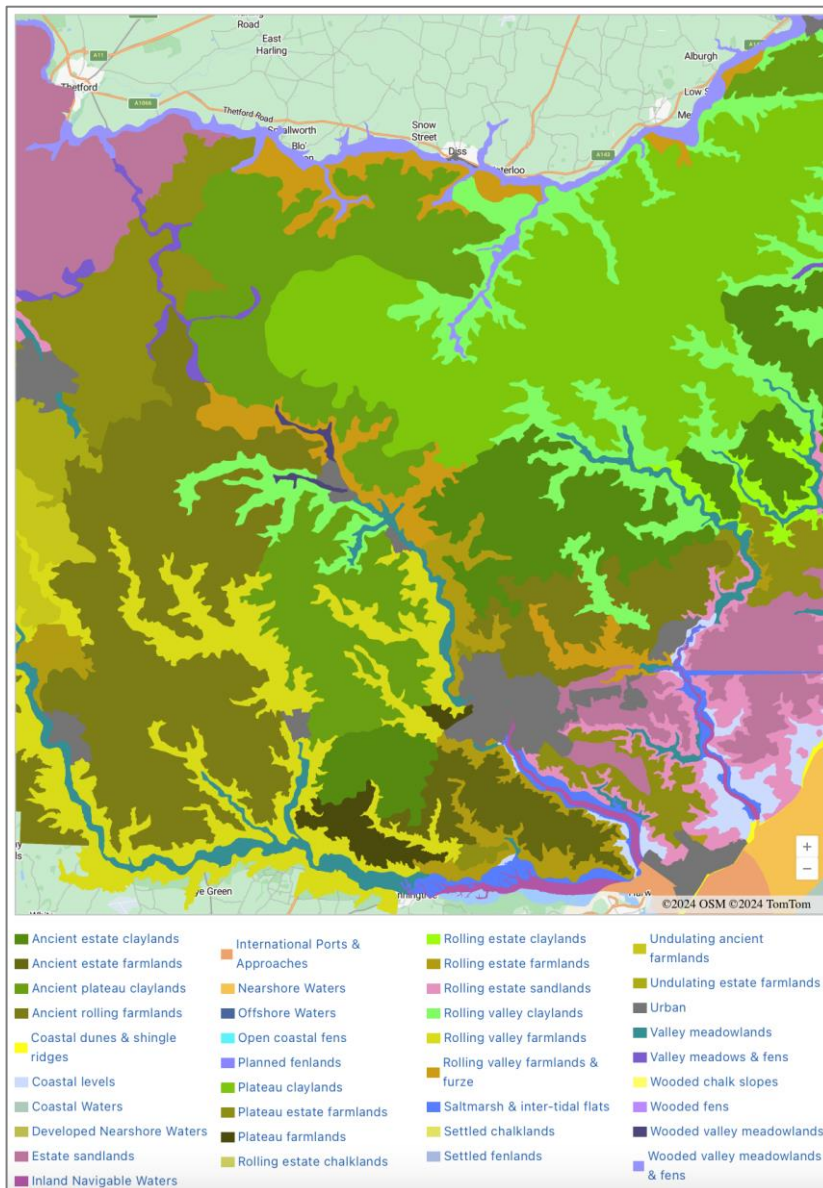 Road
East
Harling
A11
Thetford
A1066
Thetford Road
Snow
Street
Diss
A143
Alburgh
+
−
©2024 OSM ©2024 TomTom
Ancient estate claylands
Ancient estate farmlands
Ancient plateau claylands
Ancient rolling farmlands
Coastal dunes & shingle
ridges
Coastal levels
Coastal Waters
Developed Nearshore Waters
Estate sandlands
Inland Navigable Waters
International Ports &
Approaches
Nearshore Waters
Offshore Waters
Open coastal fens
Planned fenlands
Plateau claylands
Plateau estate farmlands
Plateau farmlands
Rolling estate chalklands
Rolling estate claylands
Rolling estate farmlands
Rolling estate sandlands
Rolling valley claylands
Rolling valley farmlands
Rolling valley farmlands &
furze
Saltmarsh & inter-tidal flats
Settled chalklands
Settled fenlands
Undulating ancient
farmlands
Undulating estate farmlands
Urban
Valley meadowlands
Valley meadows & fens
Wooded chalk slopes
Wooded fens
Wooded valley meadowlands
Wooded valley meadowlands
& fens